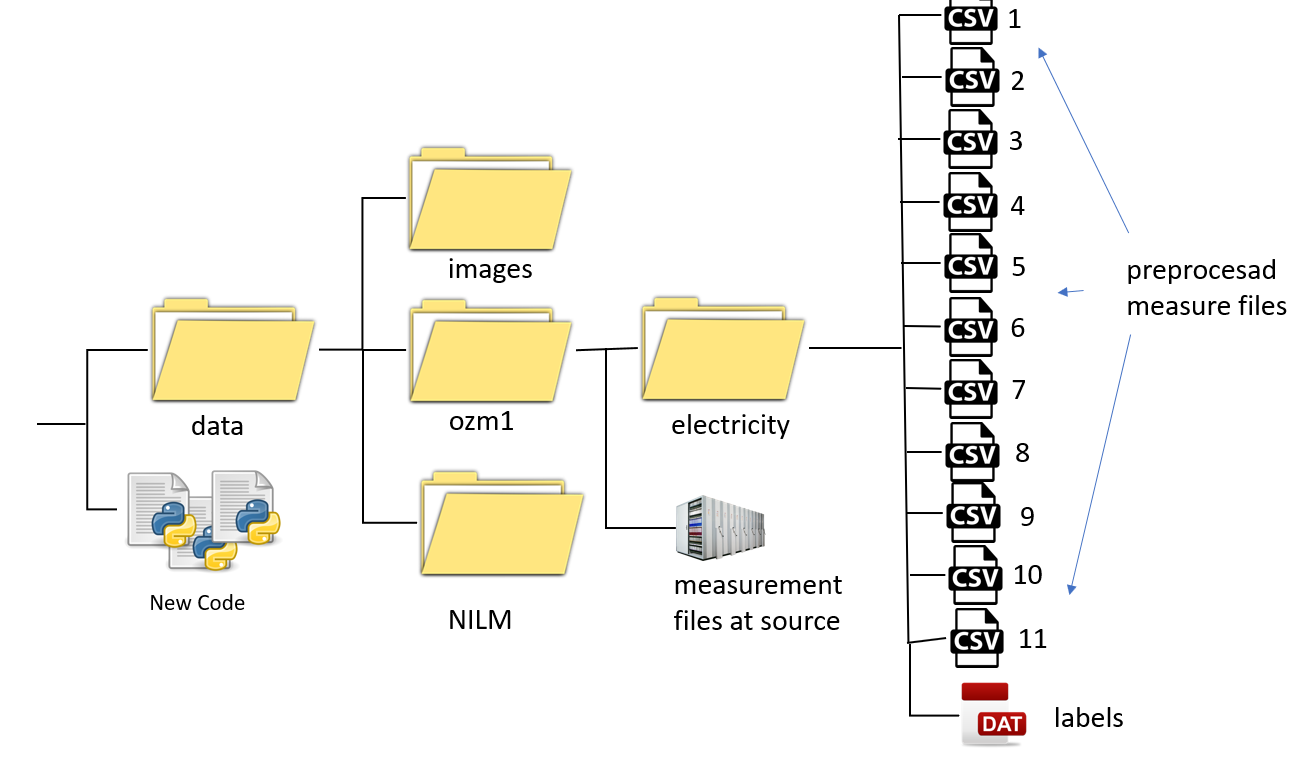 CSV 1
CSV 2
CSV 3
CSV 4
CSV 5
CSV 6
CSV 7
CSV 8
CSV 9
CSV 10
CSV 11
DAT labels
preprocesad
measure files
images
data
ozm1
electricity
New Code
NILM
measurement
files at source